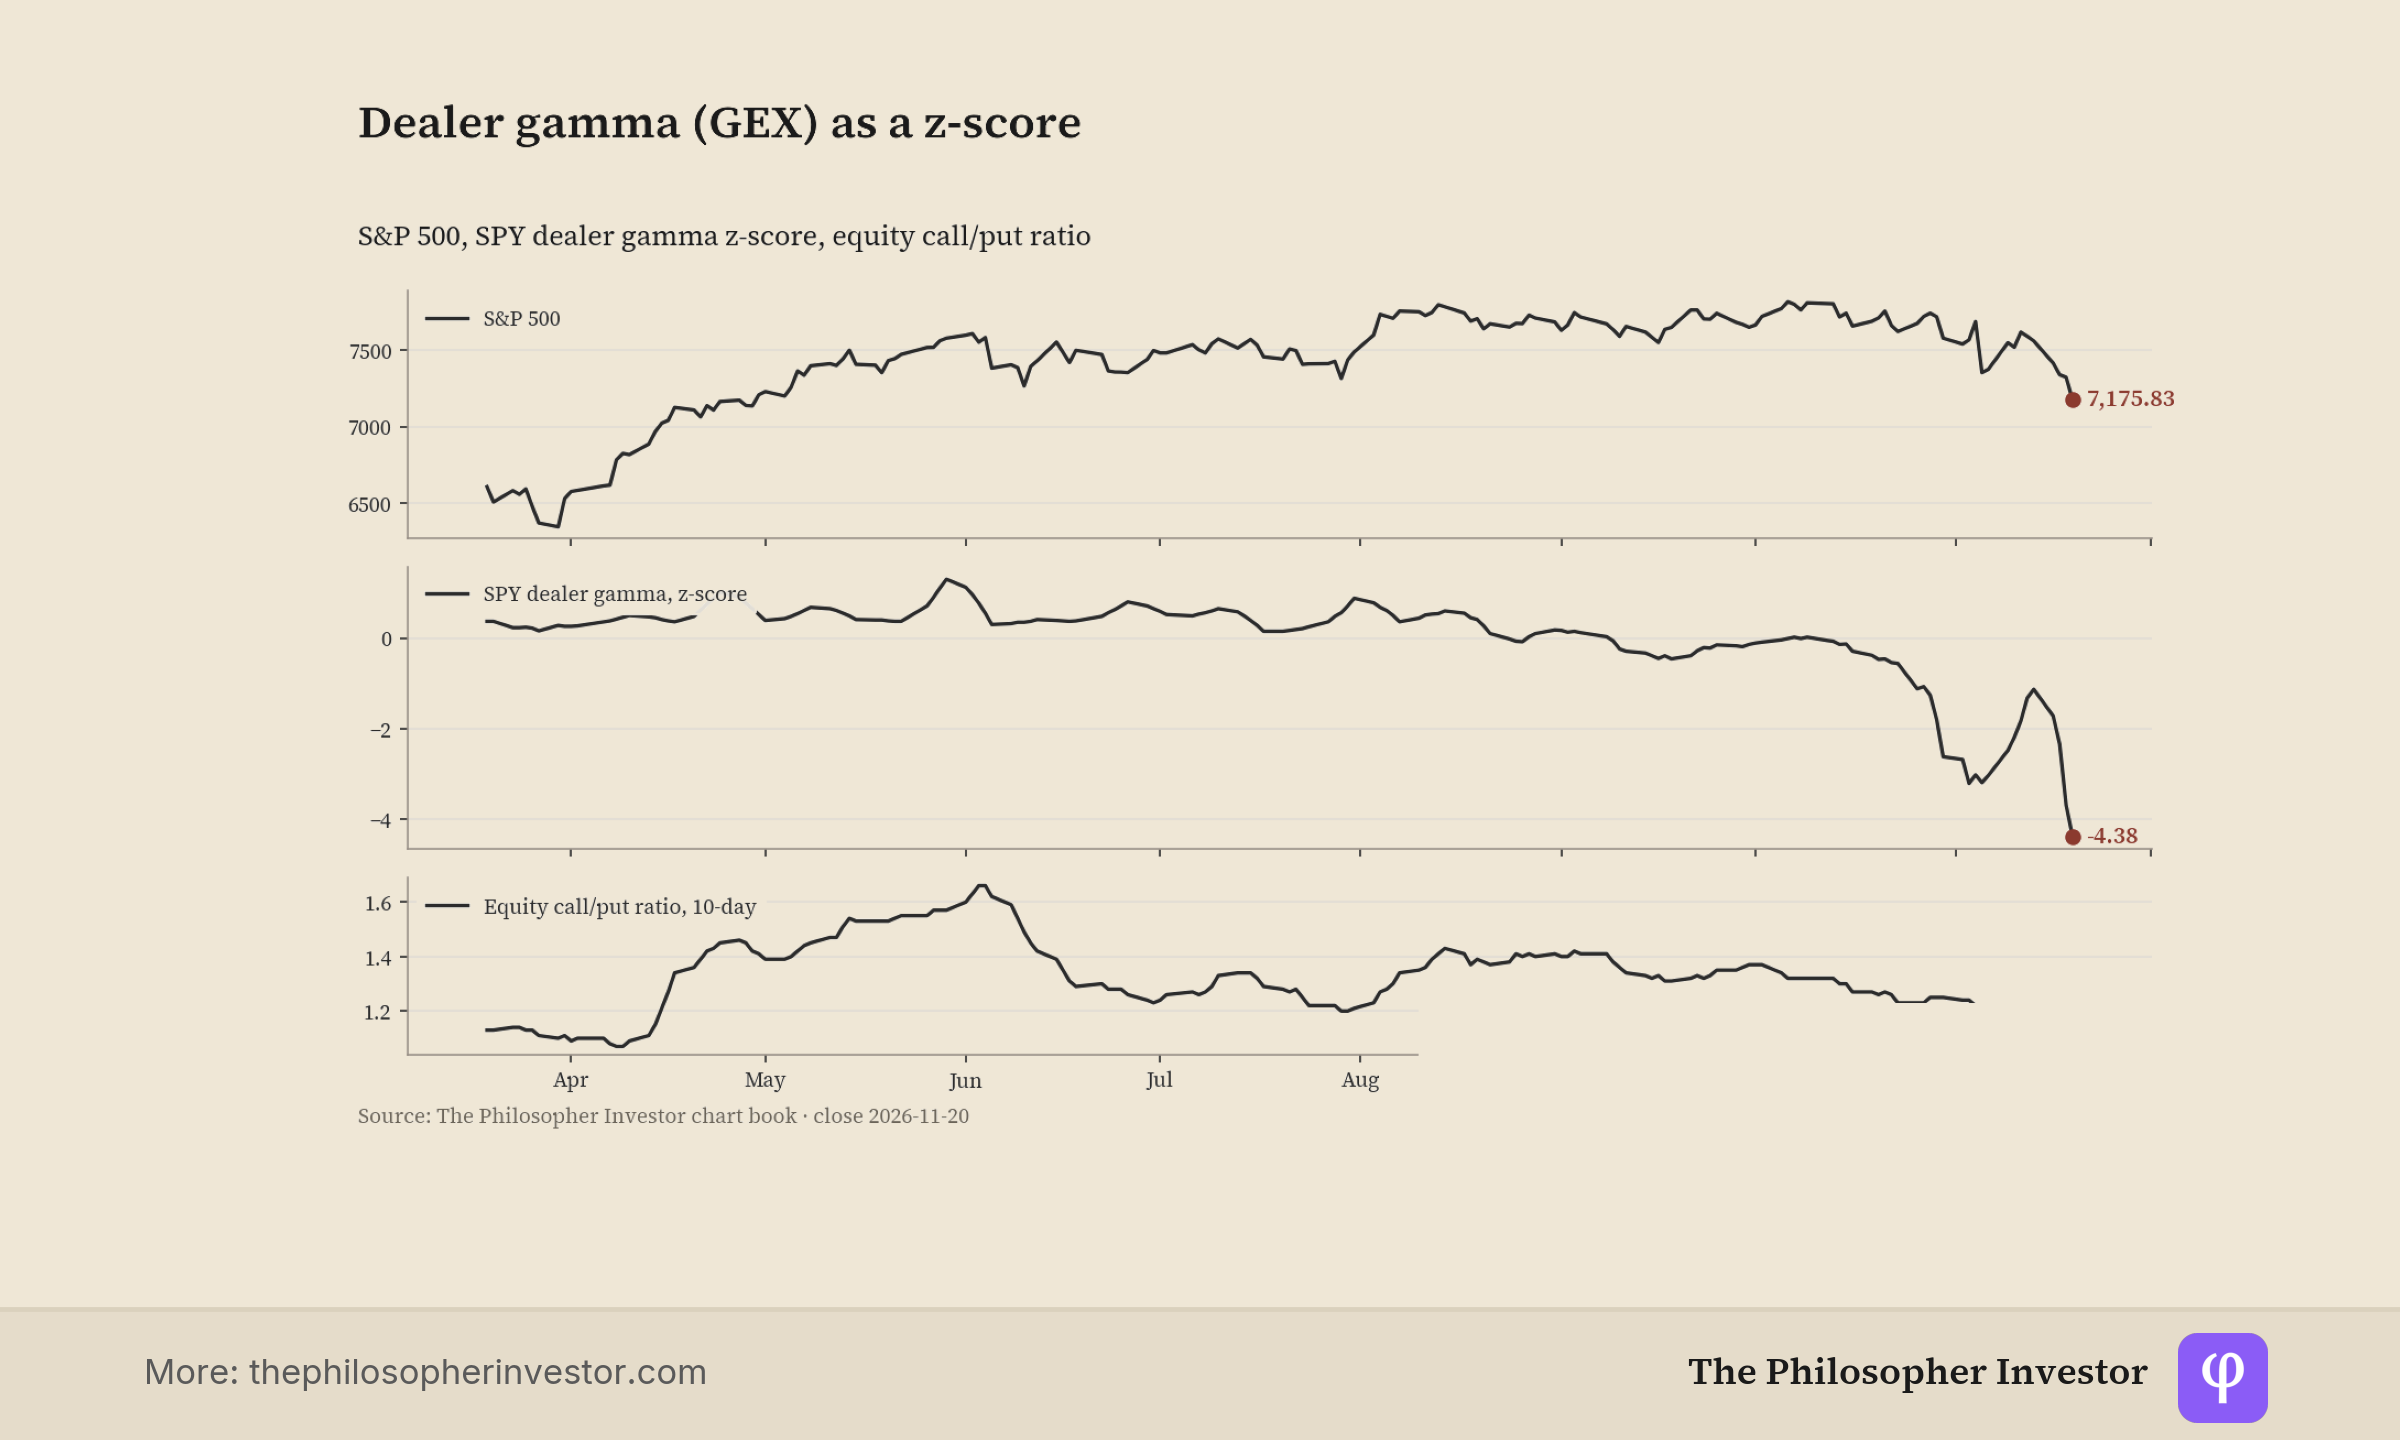 Dealer gamma (GEX) as a z-score
S&P 500, SPY dealer gamma z-score, equity call/put ratio
S&P 500
7500
7000
6500
7,175.83
SPY dealer gamma, z-score
0
−2
−4
-4.38
Equity call/put ratio, 10-day
1.6
1.4
1.2
Apr May Jun Jul Aug
Source: The Philosopher Investor chart book · close 2026-11-20
More: thephilosopherinvestor.com
The Philosopher Investor φ